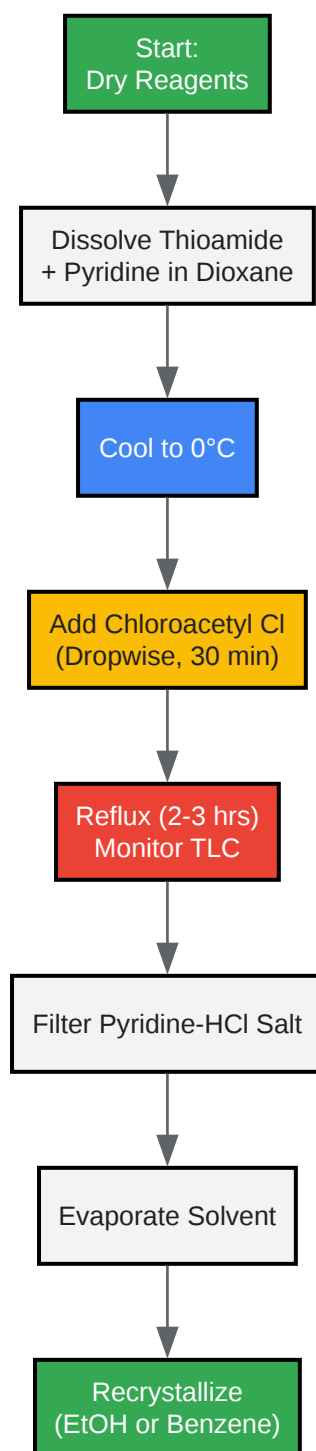 Start:
Dry Reagents
Dissolve Thioamide
+ Pyridine in Dioxane
Cool to 0°C
Add Chloroacetyl Cl
(Dropwise, 30 min)
Reflux (2-3 hrs)
Monitor TLC
Filter Pyridine-HCl Salt
Evaporate Solvent
Recrystallize
(EtOH or Benzene)